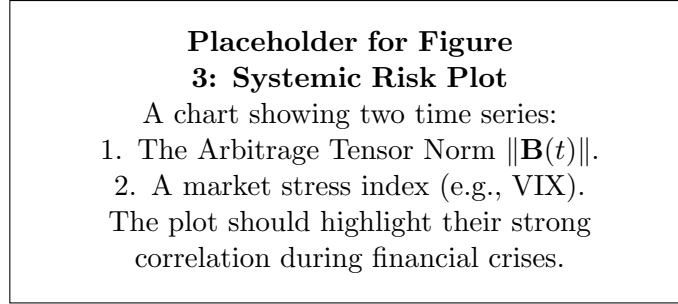 Placeholder for Figure
3: Systemic Risk Plot
A chart showing two time series:
1. The Arbitrage Tensor Norm ‖B(t)‖.
2. A market stress index (e.g., VIX).
The plot should highlight their strong
correlation during financial crises.